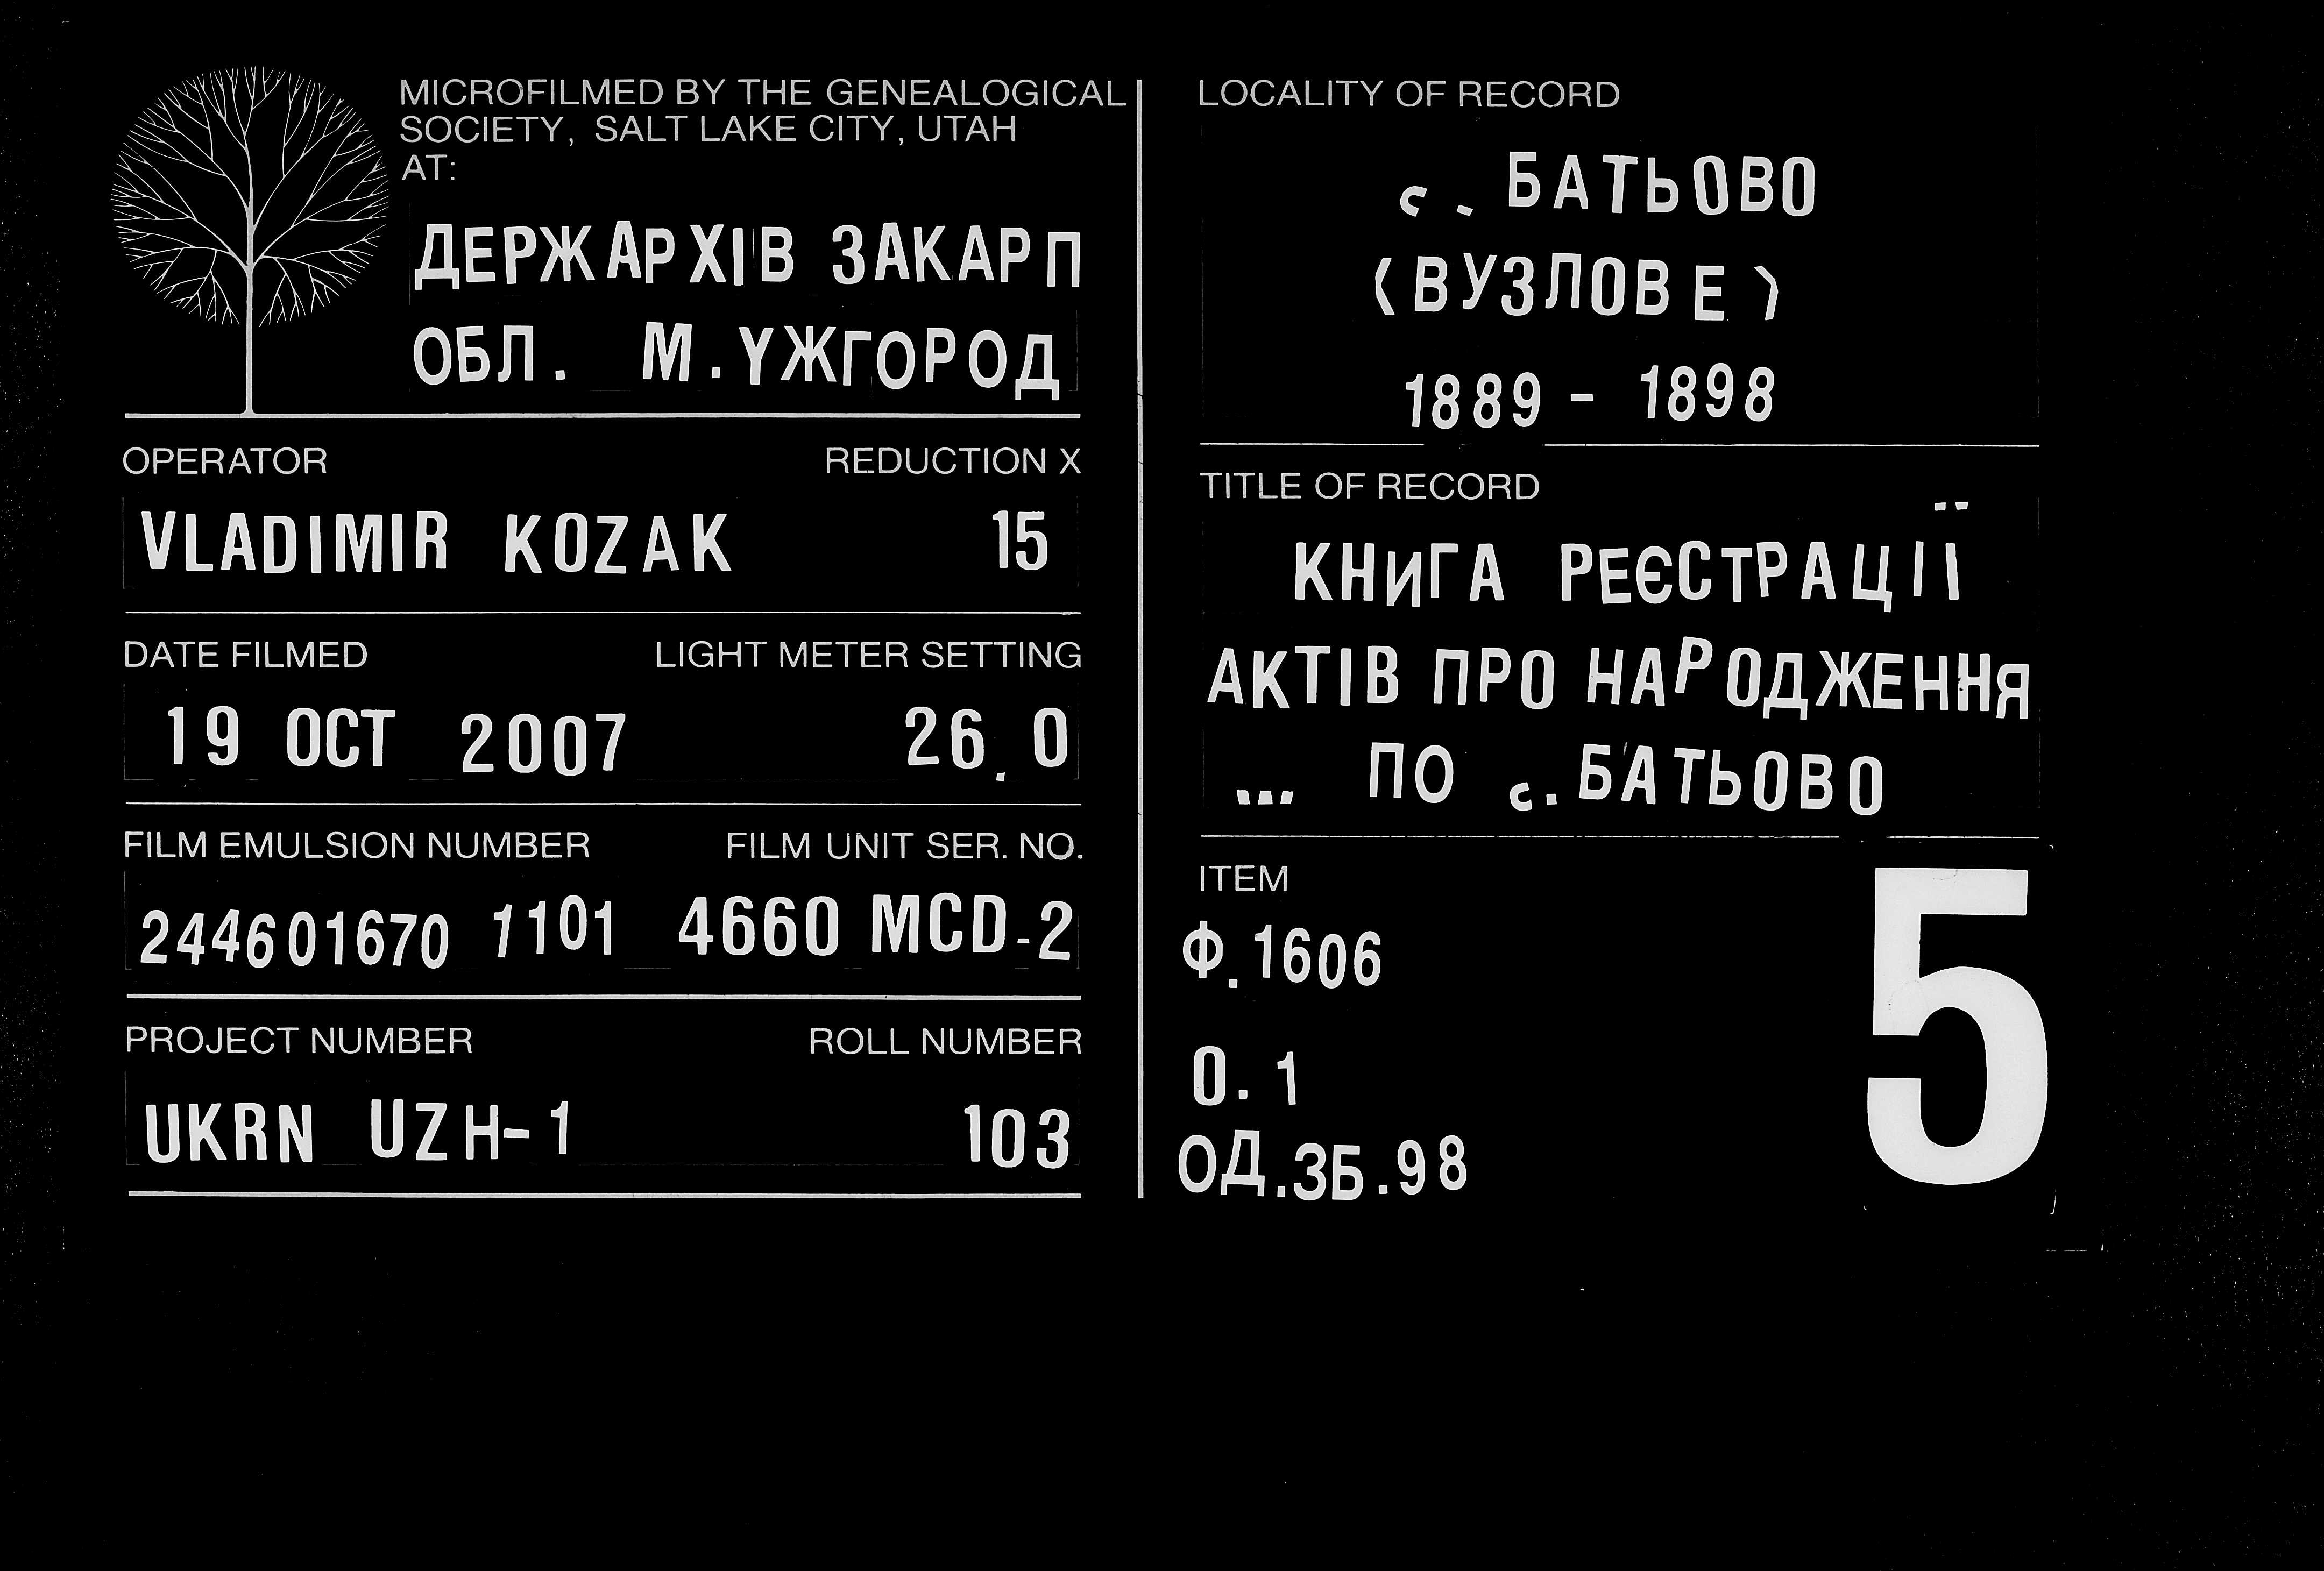 MICROFILMED BY THE GENEALOGICAL
SOCIETY, SALT LAKE CITY, UTAH
AT:
ДЕРЖАРХІВ ЗАКАРП
ОБЛ. М.УЖГОРОД
OPERATOR REDUCTION X
VLADIMIR KOZAK 15
DATE FILMED LIGHT METER SETTING
19 OCT 2007 26.0
FILM EMULSION NUMBER FILM UNIT SER. NO.
244601670 1101 4660 MCD-2
PROJECT NUMBER ROLL NUMBER
UKRN UZH-1 103
LOCALITY OF RECORD
с. БАТЬОВО
(ВУЗЛОВЕ)
1889 - 1898
TITLE OF RECORD
КНИГА РЕЄСТРАЦІЇ
АКТІВ ПРО НАРОДЖЕННЯ
... ПО с.БАТЬОВО
ITEM
Ф.1606
О.1
ОД.ЗБ.98
5